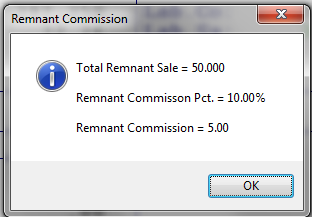 Remnant Commission
Total Remnant Sale = 50.000
Remnant Commisson Pct. = 10.00%
Remnant Commission = 5.00
OK